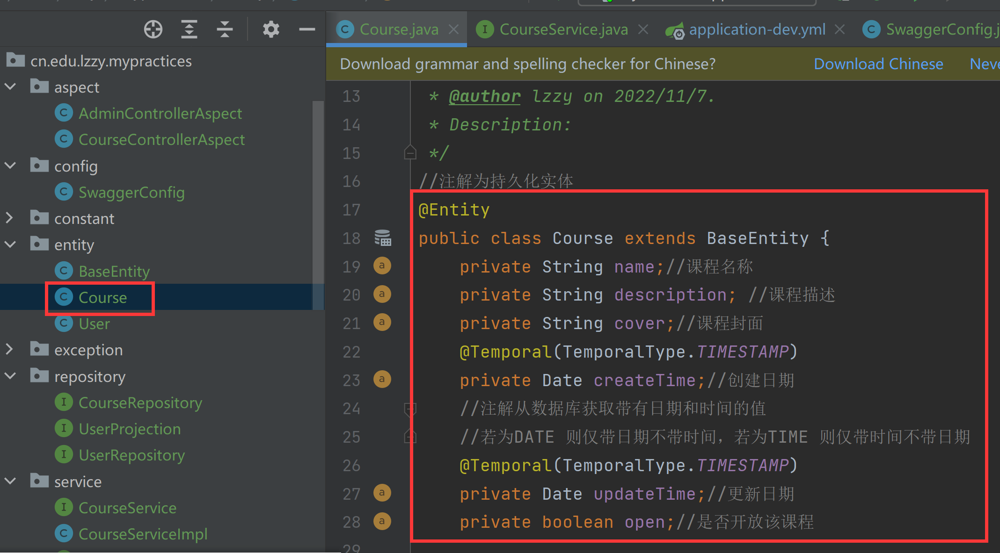 Course.java
CourseService.java
application-dev.yml
SwaggerConfig.j
cn.edu.lzzy.mypractices
aspect
AdminControllerAspect
CourseControllerAspect
config
SwaggerConfig
constant
entity
BaseEntity
Course
User
exception
repository
CourseRepository
UserProjection
UserRepository
service
CourseService
CourseServiceImpl
Download grammar and spelling checker for Chinese? Download Chinese Neve
13 * @author lzzy on 2022/11/7.
14 * Description:
15 */
16 //注解为持久化实体
17 @Entity
18 public class Course extends BaseEntity {
19 private String name;//课程名称
20 private String description; //课程描述
21 private String cover;//课程封面
22 @Temporal(TemporalType.TIMESTAMP)
23 private Date createTime;//创建日期
24 //注解从数据库获取带有日期和时间的值
25 //若为DATE 则仅带日期不带时间，若为TIME 则仅带时间不带日期
26 @Temporal(TemporalType.TIMESTAMP)
27 private Date updateTime;//更新日期
28 private boolean open;//是否开放该课程
29